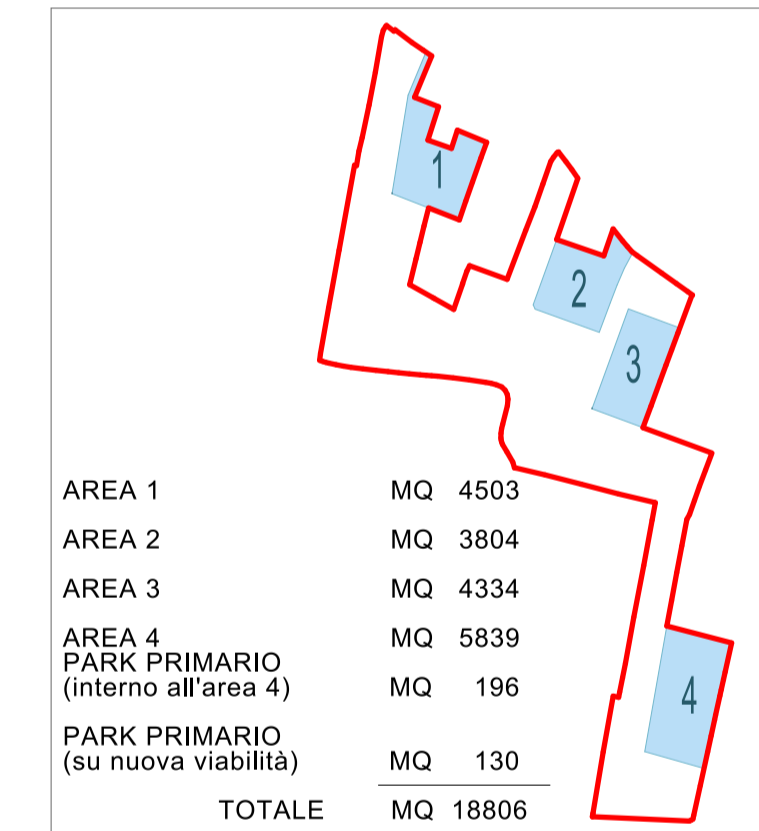 1
2
3
AREA 1 MQ 4503
AREA 2 MQ 3804
AREA 3 MQ 4334
AREA 4 MQ 5839
PARK PRIMARIO
(interno all'area 4) MQ 196
4
PARK PRIMARIO
(su nuova viabilità) MQ 130
TOTALE MQ 18806